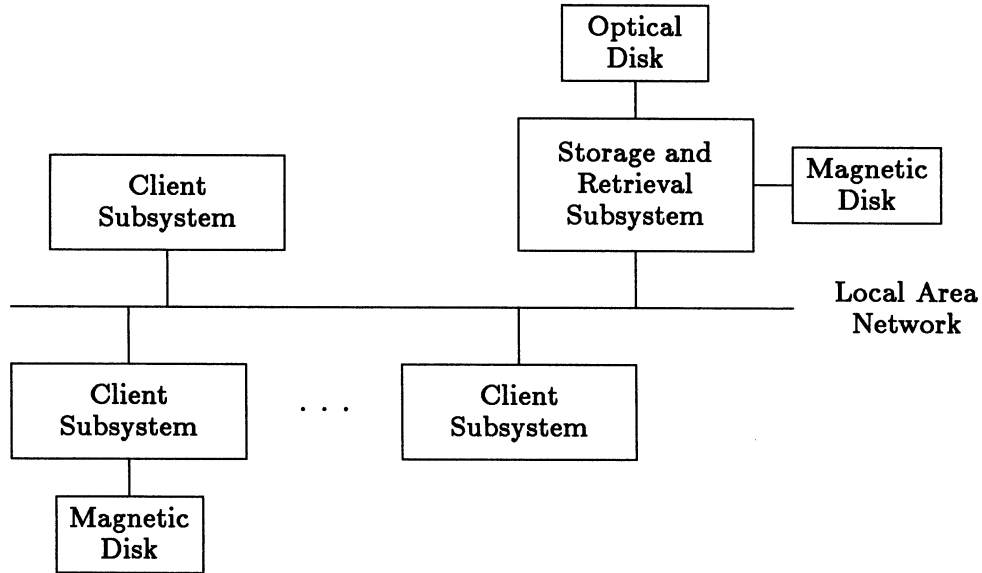 Optical
Disk
Storage and
Retrieval
Subsystem
Magnetic
Disk
Client
Subsystem
Local Area
Network
Client
Subsystem
. . .
Client
Subsystem
Magnetic
Disk